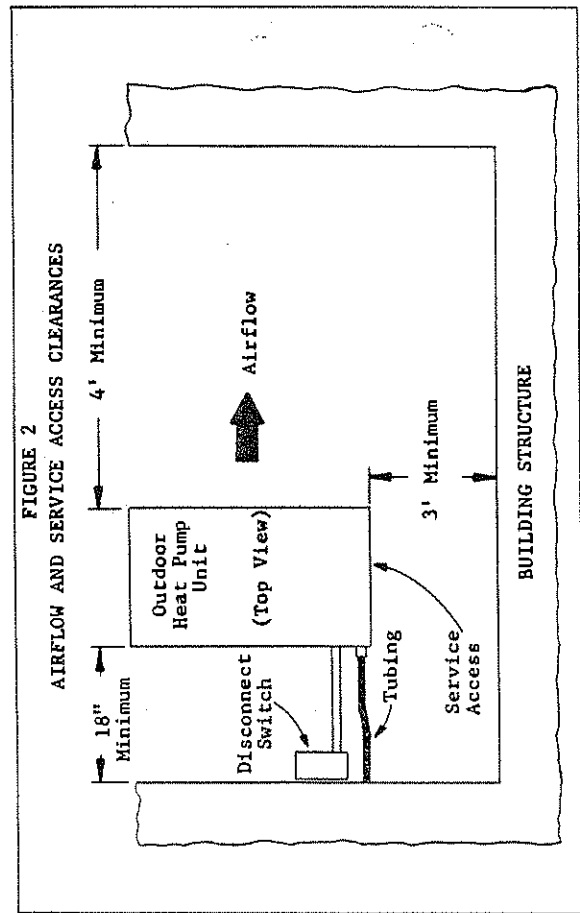 FIGURE 2
AIRFLOW AND SERVICE ACCESS CLEARANCES
18"
Minimum
4' Minimum
Outdoor
Heat Pump
Unit
(Top View)
Airflow
Disconnect
Switch
Tubing
Service
Access
3' Minimum
BUILDING STRUCTURE